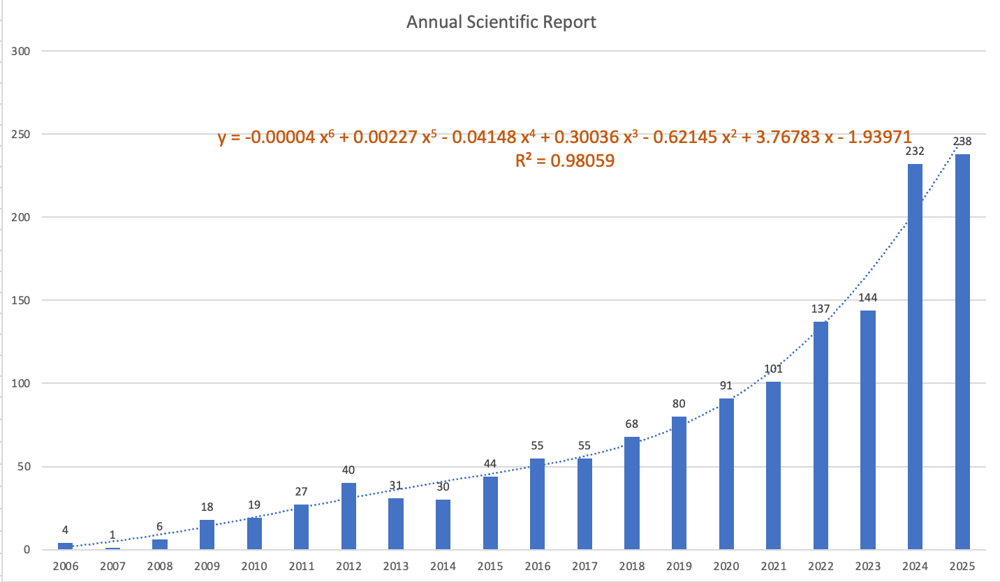 Annual Scientific Report
300
250
200
150
100
50
0
y = -0.00004 x⁶ + 0.00227 x⁵ - 0.04148 x⁴ + 0.30036 x³ - 0.62145 x² + 3.76783 x - 1.93971
R² = 0.98059
4 1 6 18 19 27 40 31 30 44 55 55 68 80 91 101 137 144 232 238
2006 2007 2008 2009 2010 2011 2012 2013 2014 2015 2016 2017 2018 2019 2020 2021 2022 2023 2024 2025